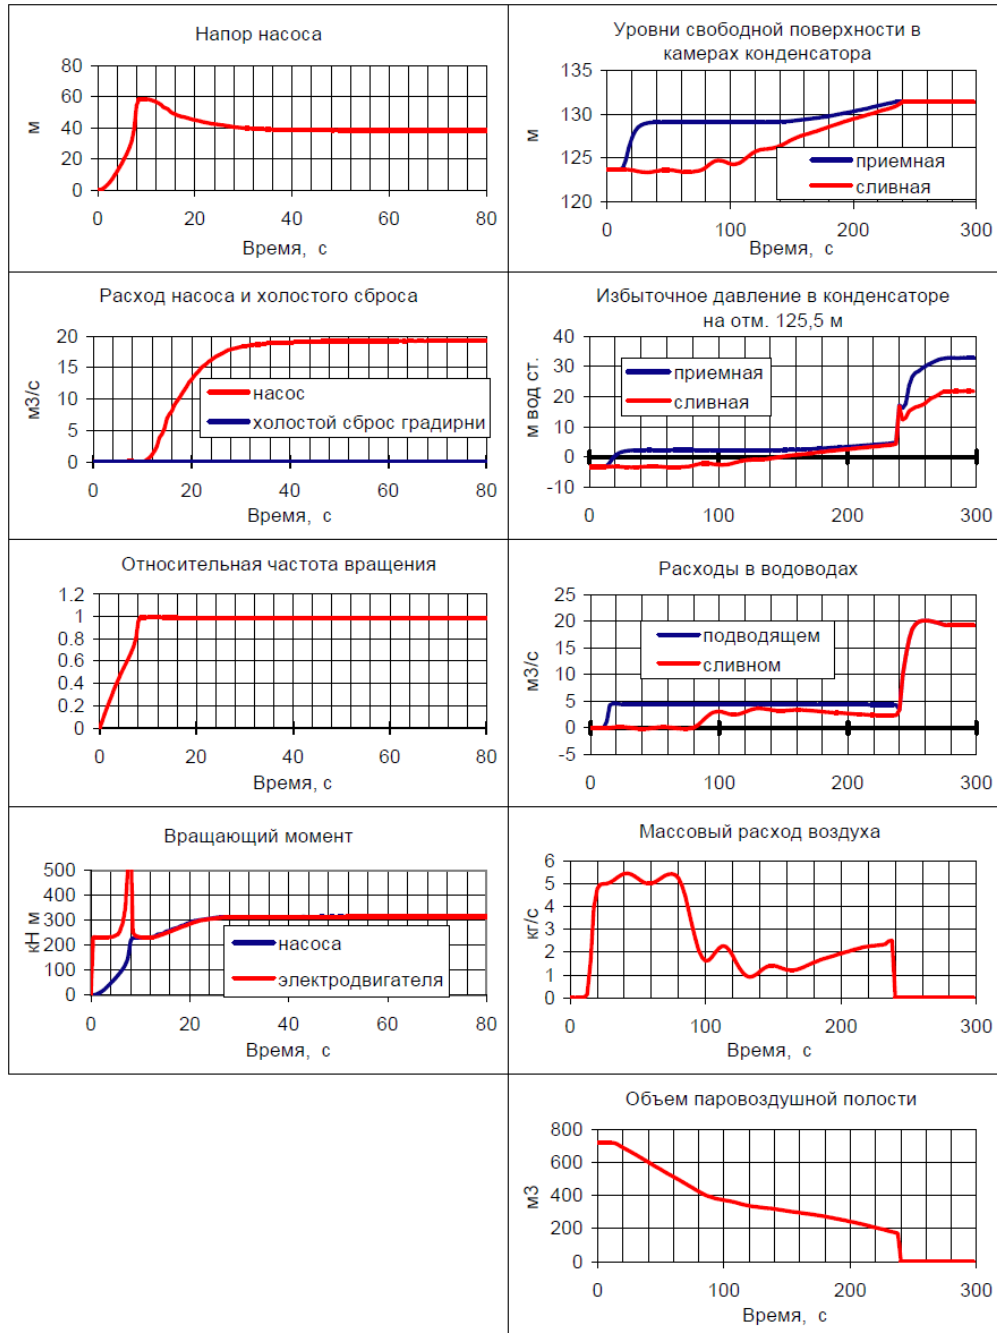 Напор насоса
80
60
40
20
0
м
0 20 40 60 80
Время, с
Уровни свободной поверхности в
камерах конденсатора
135
130
125
120
м
приемная
сливная
0 100 200 300
Время, с
Расход насоса и холостого сброса
20
15
10
5
0
м3/с
насос
холостой сброс градирни
0 20 40 60 80
Время, с
Избыточное давление в конденсаторе
на отм. 125,5 м
40
30
20
10
0
-10
м вод ст.
приемная
сливная
0 100 200 300
Время, с
Относительная частота вращения
1.2
1
0.8
0.6
0.4
0.2
0
0 20 40 60 80
Время, с
Расходы в водоводах
25
20
15
10
5
0
-5
м3/с
подводящем
сливном
0 100 200 300
Время, с
Вращающий момент
500
400
300
200
100
0
кН м
насоса
электродвигателя
0 20 40 60 80
Время, с
Массовый расход воздуха
6
5
4
3
2
1
0
кг/с
0 100 200 300
Время, с
Объем паровоздушной полости
800
600
400
200
0
м3
0 100 200 300
Время, с